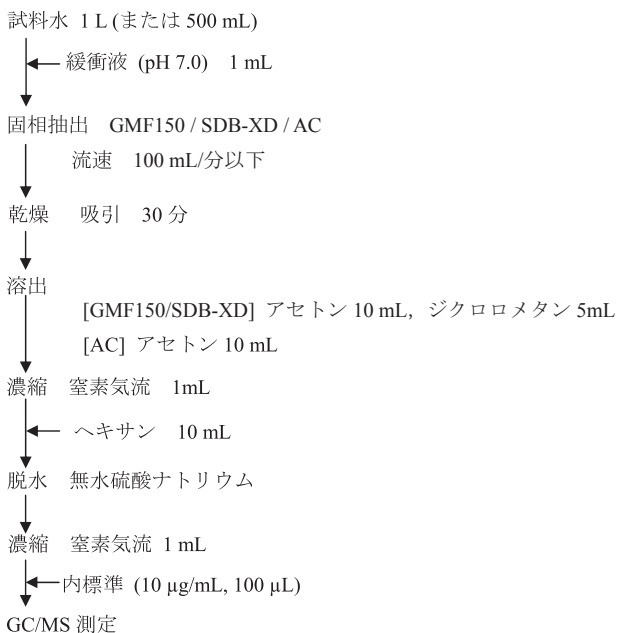 試料水 1 L (または 500 mL)
緩衝液 (pH 7.0) 1 mL
固相抽出 GMF150 / SDB-XD / AC
流速 100 mL/分以下
乾燥 吸引 30 分
溶出
[GMF150/SDB-XD] アセトン 10 mL，ジクロロメタン 5mL
[AC] アセトン 10 mL
濃縮 窒素気流 1mL
ヘキサン 10 mL
脱水 無水硫酸ナトリウム
濃縮 窒素気流 1 mL
内標準 (10 µg/mL, 100 µL)
GC/MS 測定